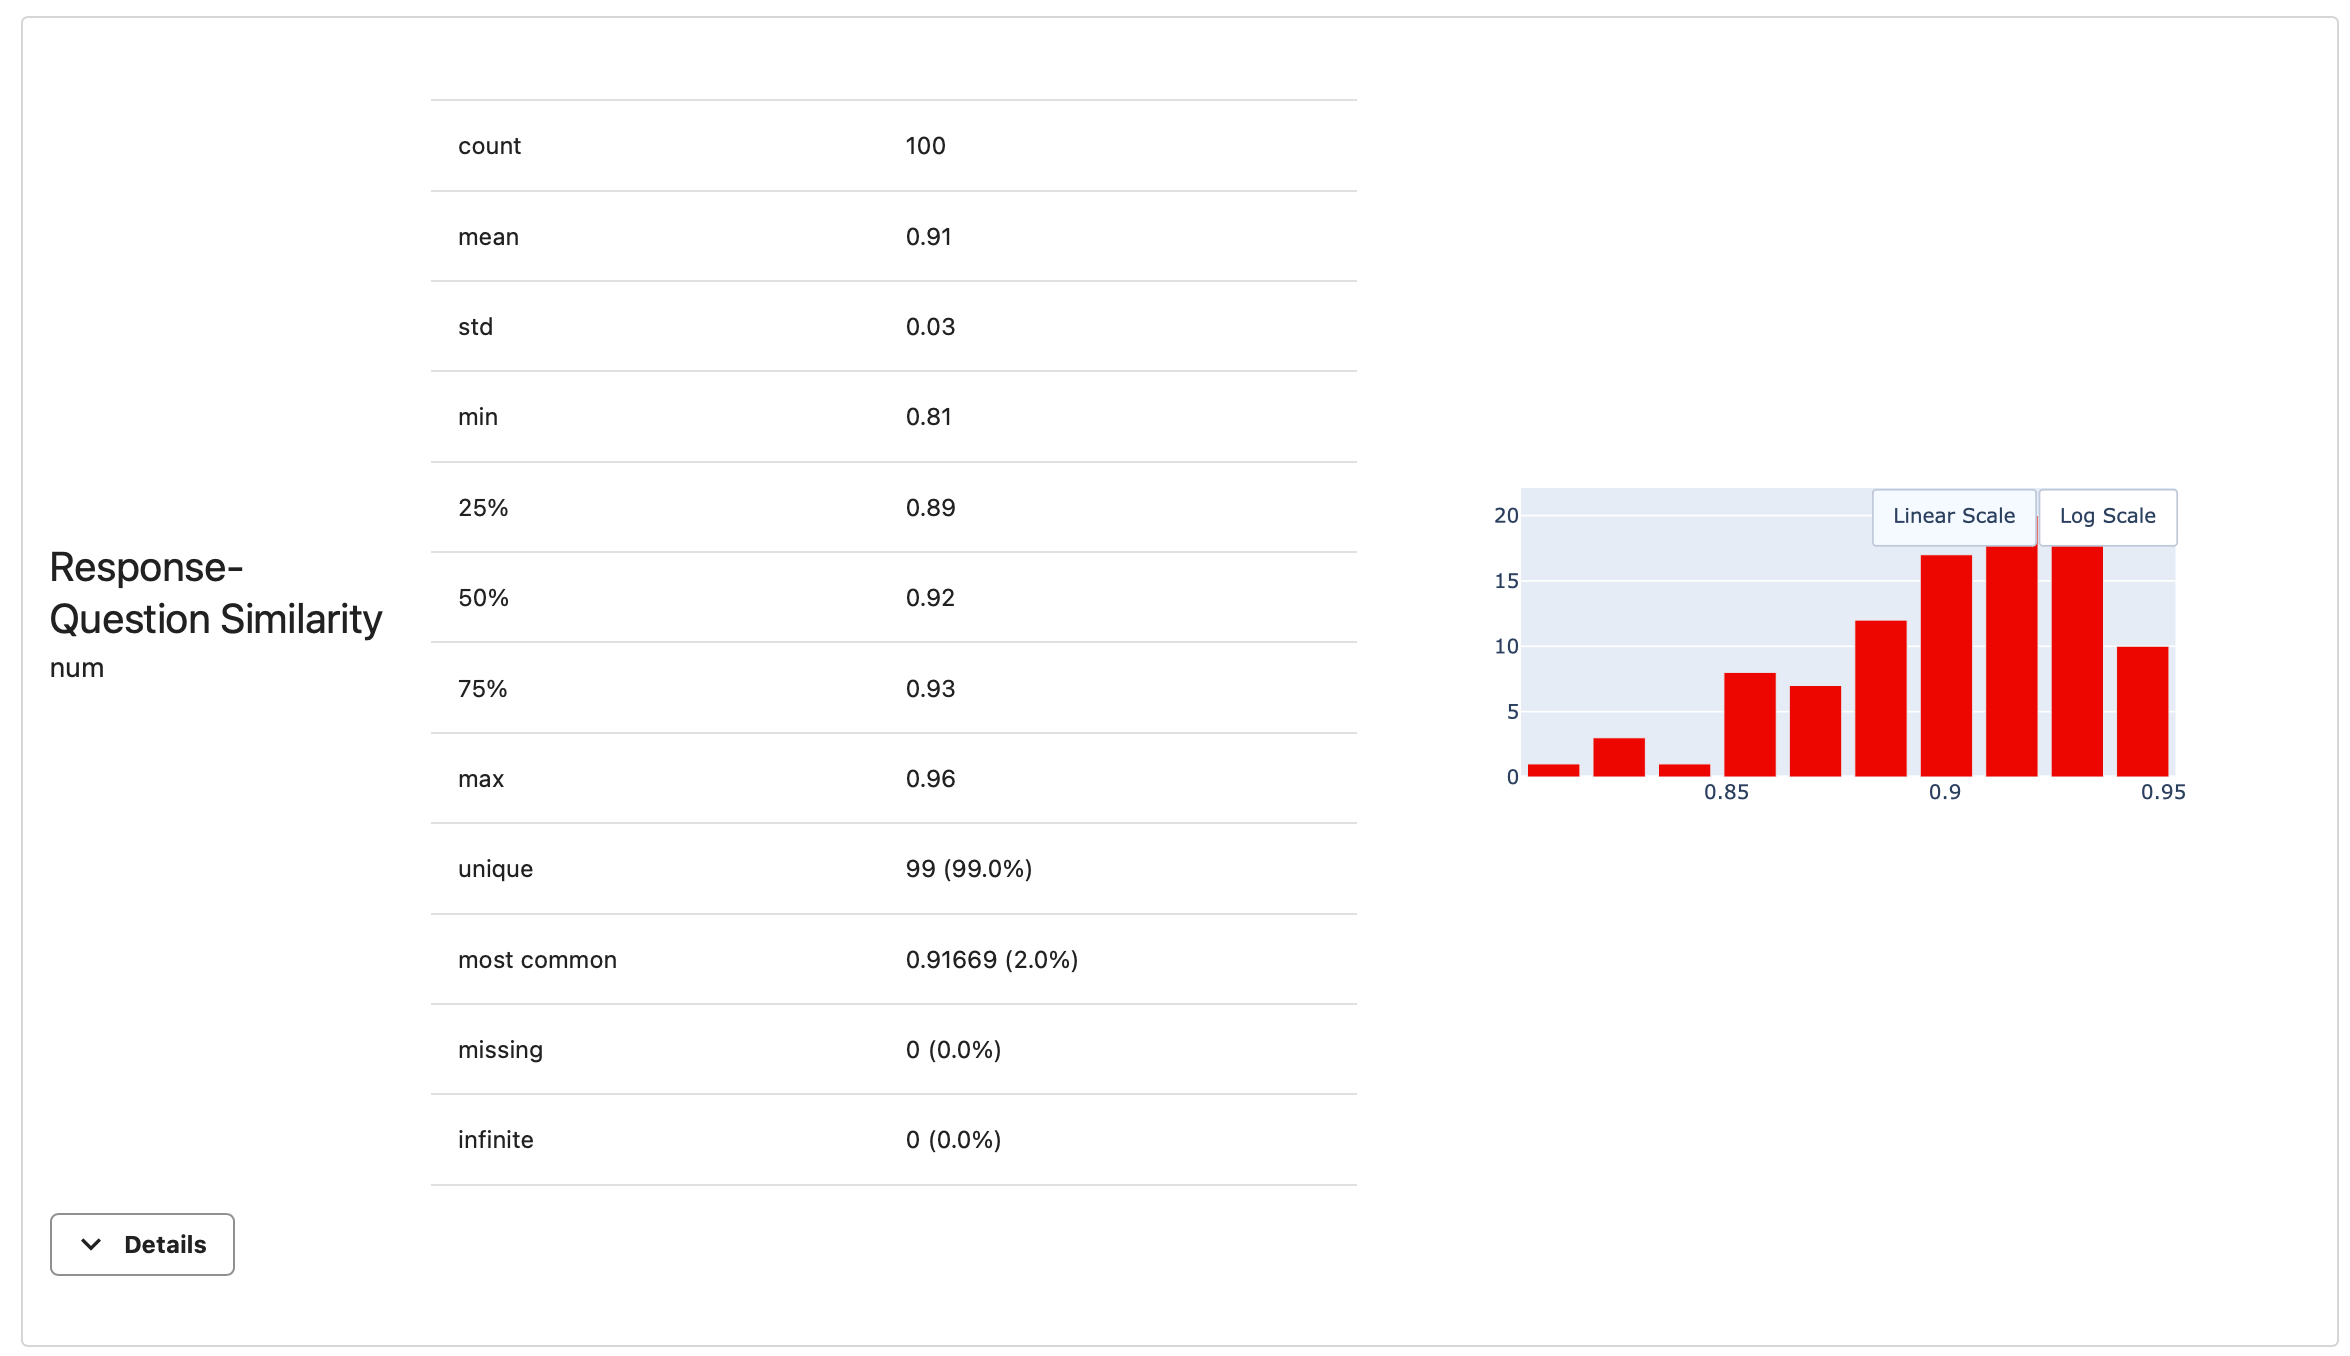 Response-
Question Similarity
num
count 100
mean 0.91
std 0.03
min 0.81
25% 0.89
50% 0.92
75% 0.93
max 0.96
unique 99 (99.0%)
most common 0.91669 (2.0%)
missing 0 (0.0%)
infinite 0 (0.0%)
Linear Scale Log Scale
20
15
10
5
0
0.85 0.9 0.95
Details